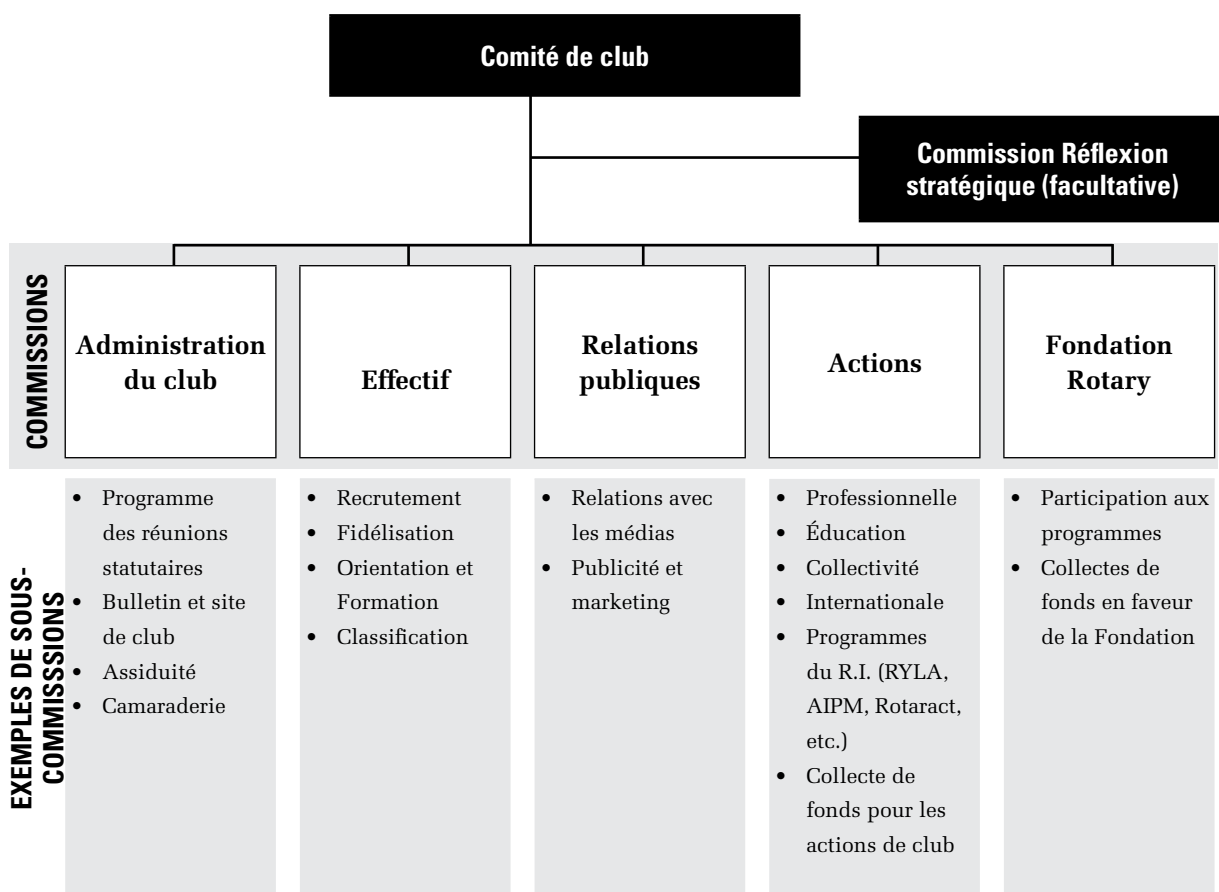 Comité de club
Commission Réflexion
stratégique (facultative)
COMMISSIONS
Administration
du club
Effectif
Relations
publiques
Actions
Fondation
Rotary
EXEMPLES DE SOUS-
COMMISSSIONS
• Programme
des réunions
statutaires
• Bulletin et site
de club
• Assiduité
• Camaraderie
• Recrutement
• Fidélisation
• Orientation et
Formation
• Classification
• Relations avec
les médias
• Publicité et
marketing
• Professionnelle
• Éducation
• Collectivité
• Internationale
• Programmes
du R.I. (RYLA,
AIPM, Rotaract,
etc.)
• Collecte de
fonds pour les
actions de club
• Participation aux
programmes
• Collectes de
fonds en faveur
de la Fondation